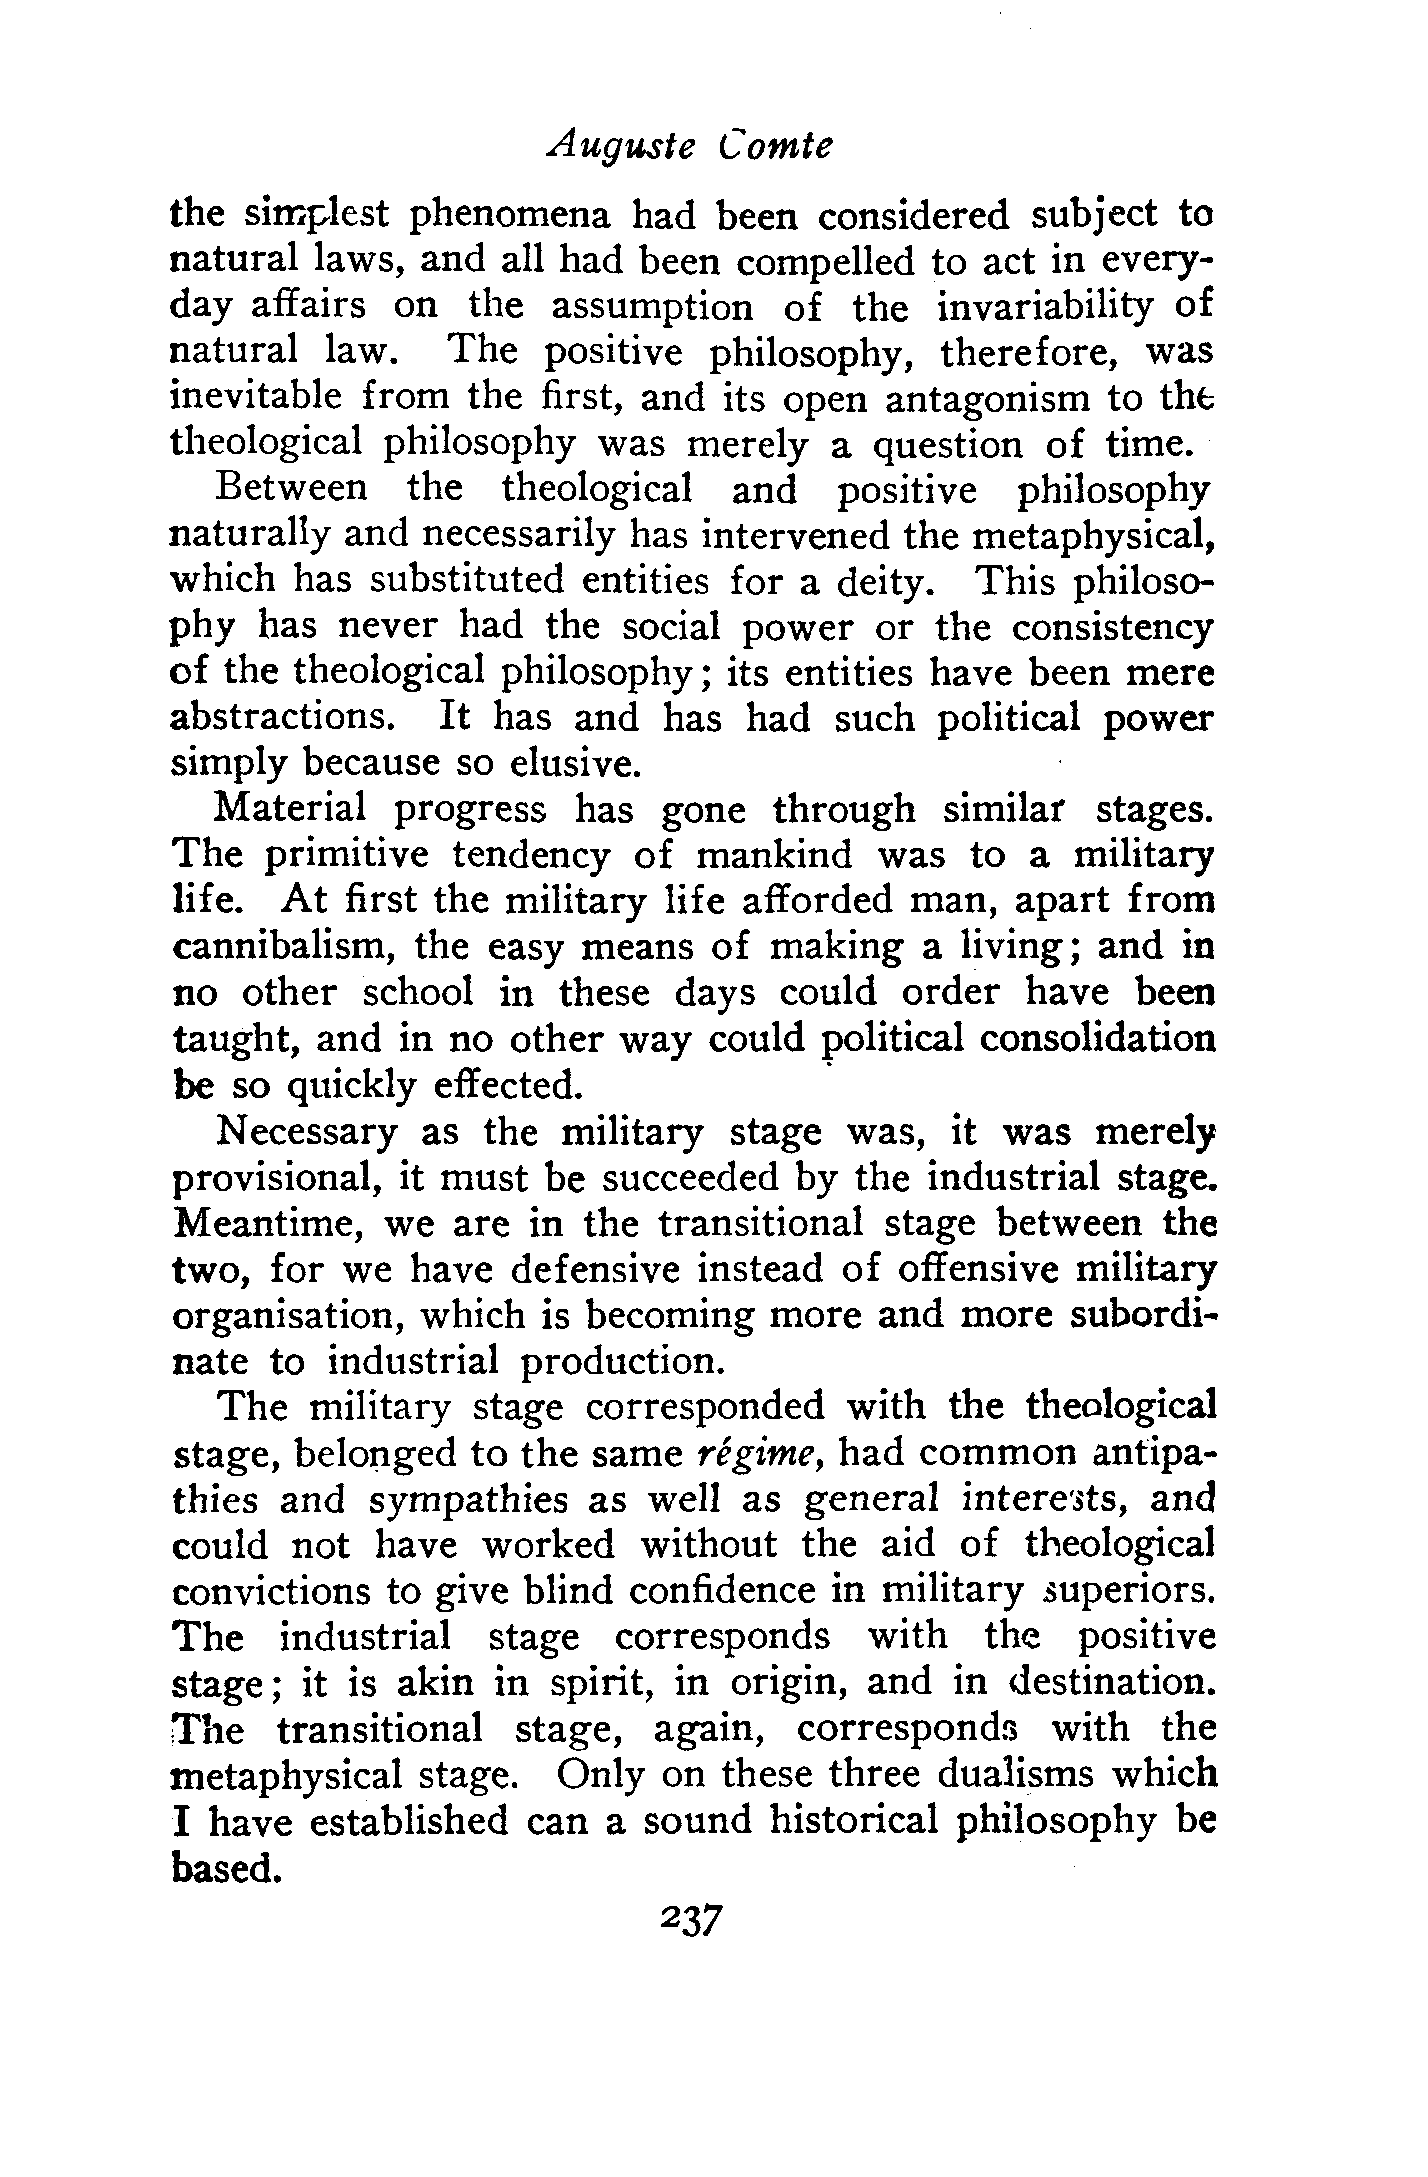 Auguste Comte
the simplest phenomena had been considered subject to
natural laws, and all had been compelled to act in every-
day affairs on the assumption of the invariability of
natural law. The positive philosophy, therefore, was
inevitable from the first, and its open antagonism to the
theological philosophy was merely a question of time.
Between the theological and positive philosophy
naturally and necessarily has intervened the metaphysical,
which has substituted entities for a deity. This philoso-
phy has never had the social power or the consistency
of the theological philosophy; its entities have been mere
abstractions. It has and has had such political power
simply because so elusive.
Material progress has gone through similar stages.
The primitive tendency of mankind was to a military
life. At first the military life afforded man, apart from
cannibalism, the easy means of making a living; and in
no other school in these days could order have been
taught, and in no other way could political consolidation
be so quickly effected.
Necessary as the military stage was, it was merely
provisional, it must be succeeded by the industrial stage.
Meantime, we are in the transitional stage between the
two, for we have defensive instead of offensive military
organisation, which is becoming more and more subordi-
nate to industrial production.
The military stage corresponded with the theological
stage, belonged to the same régime, had common antipa-
thies and sympathies as well as general interests, and
could not have worked without the aid of theological
convictions to give blind confidence in military superiors.
The industrial stage corresponds with the positive
stage; it is akin in spirit, in origin, and in destination.
The transitional stage, again, corresponds with the
metaphysical stage. Only on these three dualisms which
I have established can a sound historical philosophy be
based.
237